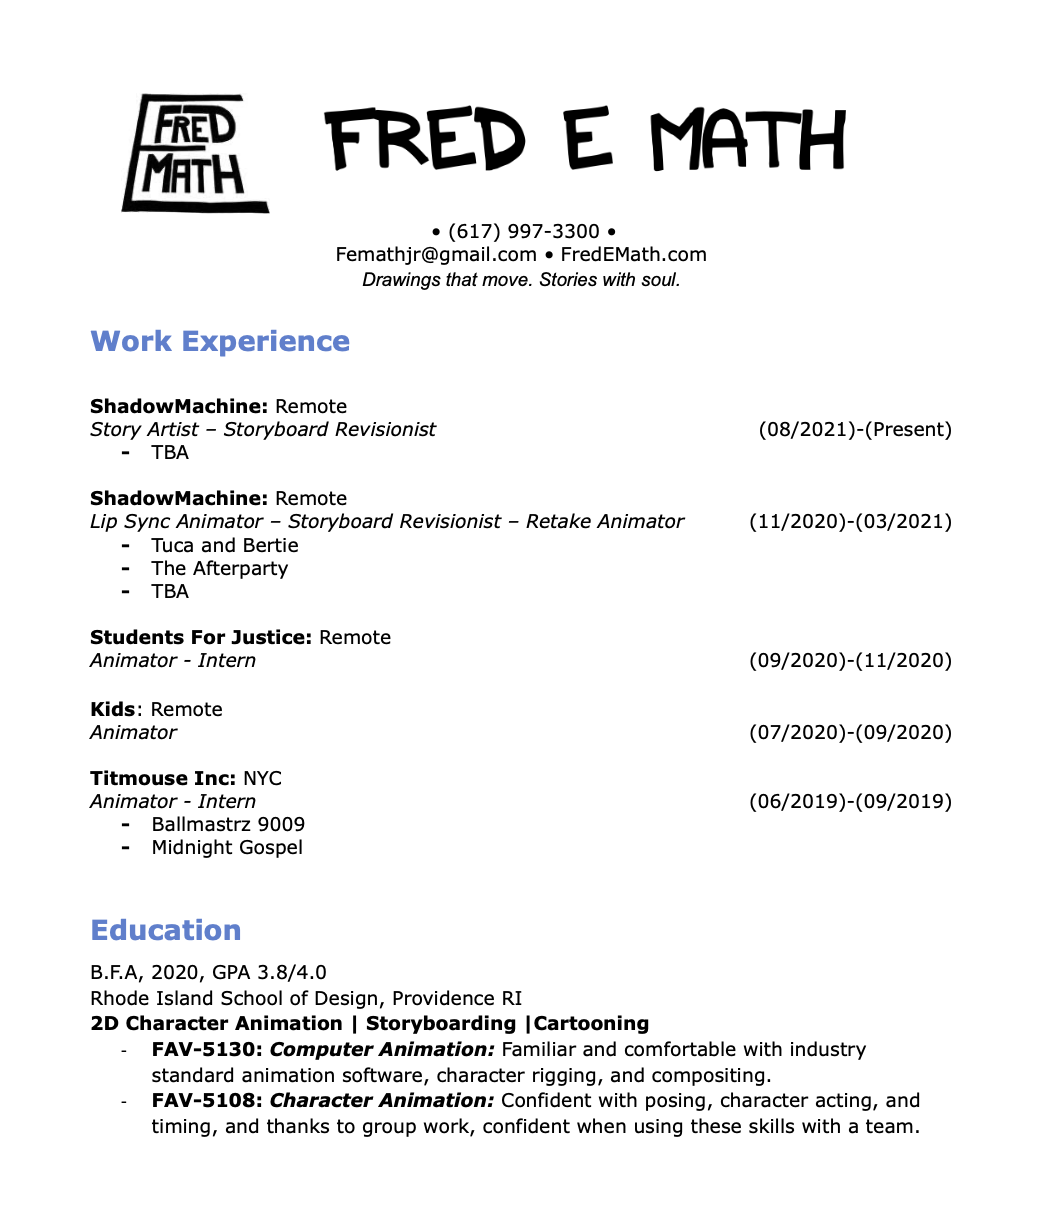 FRED
MATH
FRED E MATH
• (617) 997-3300 •
Femathjr@gmail.com • FredEMath.com
Drawings that move. Stories with soul.
Work Experience
ShadowMachine: Remote
Story Artist – Storyboard Revisionist (08/2021)-(Present)
- TBA
ShadowMachine: Remote
Lip Sync Animator – Storyboard Revisionist – Retake Animator (11/2020)-(03/2021)
- Tuca and Bertie
- The Afterparty
- TBA
Students For Justice: Remote
Animator - Intern (09/2020)-(11/2020)
Kids: Remote
Animator (07/2020)-(09/2020)
Titmouse Inc: NYC
Animator - Intern (06/2019)-(09/2019)
- Ballmastrz 9009
- Midnight Gospel
Education
B.F.A, 2020, GPA 3.8/4.0
Rhode Island School of Design, Providence RI
2D Character Animation | Storyboarding |Cartooning
- FAV-5130: Computer Animation: Familiar and comfortable with industry
standard animation software, character rigging, and compositing.
- FAV-5108: Character Animation: Confident with posing, character acting, and
timing, and thanks to group work, confident when using these skills with a team.